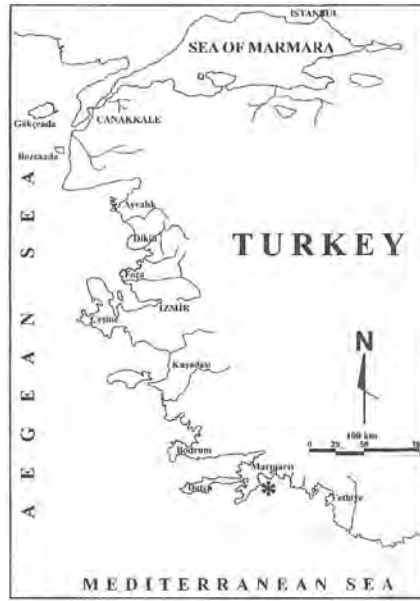 ISTANBUL
SEA OF MARMARA
Gökçeada
ÇANAKKALE
Bozcaada
Ayvalık
Dikili
TURKEY
Foça
İZMİR
Çeşme
N
Kuşadası
100 km
0 25 50
Bodrum
Marmaris
Datça
*
Fethiye
AEGEAN SEA
MEDITERRANEAN SEA